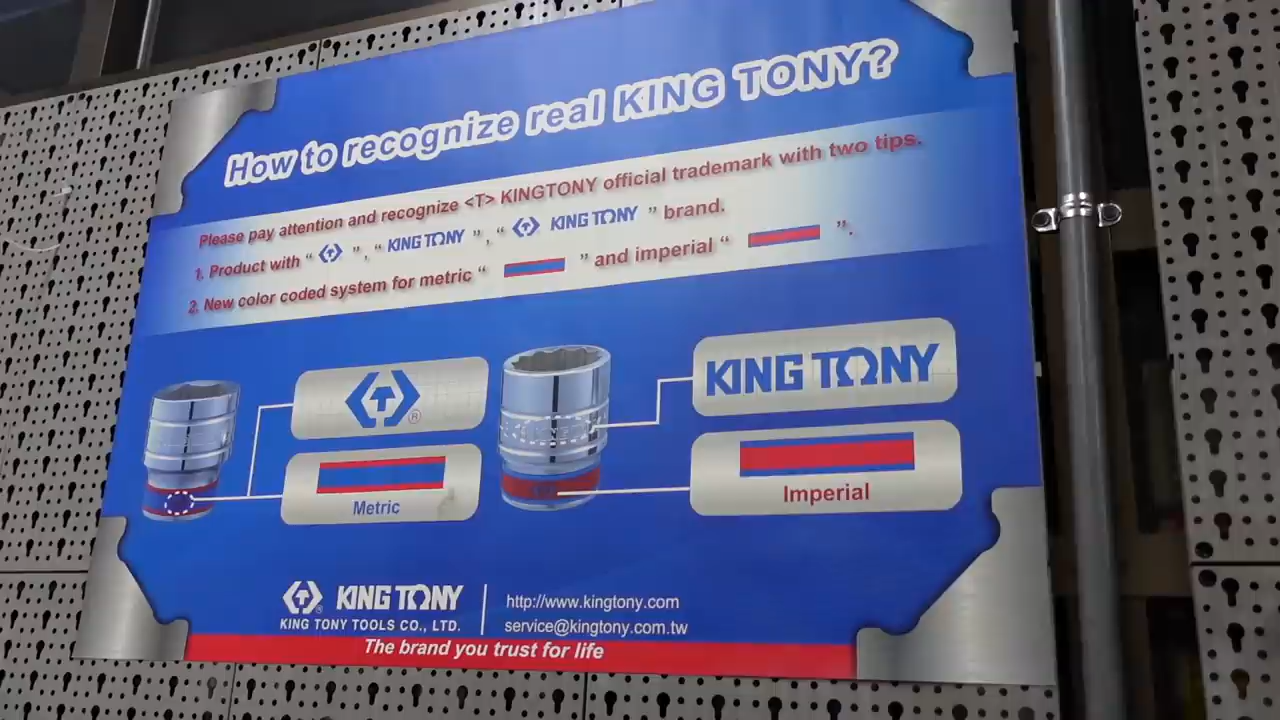 How to recognize real KING TONY?
Please pay attention and recognize <T> KINGTONY official trademark with two tips.
1. Product with “ ”, “ KING TONY ”, “ KING TONY ” brand.
2. New color coded system for metric “ ” and imperial “ ”.
KING TONY
®
Metric
Imperial
® KING TONY
KING TONY TOOLS CO., LTD.
http://www.kingtony.com
service@kingtony.com.tw
The brand you trust for life